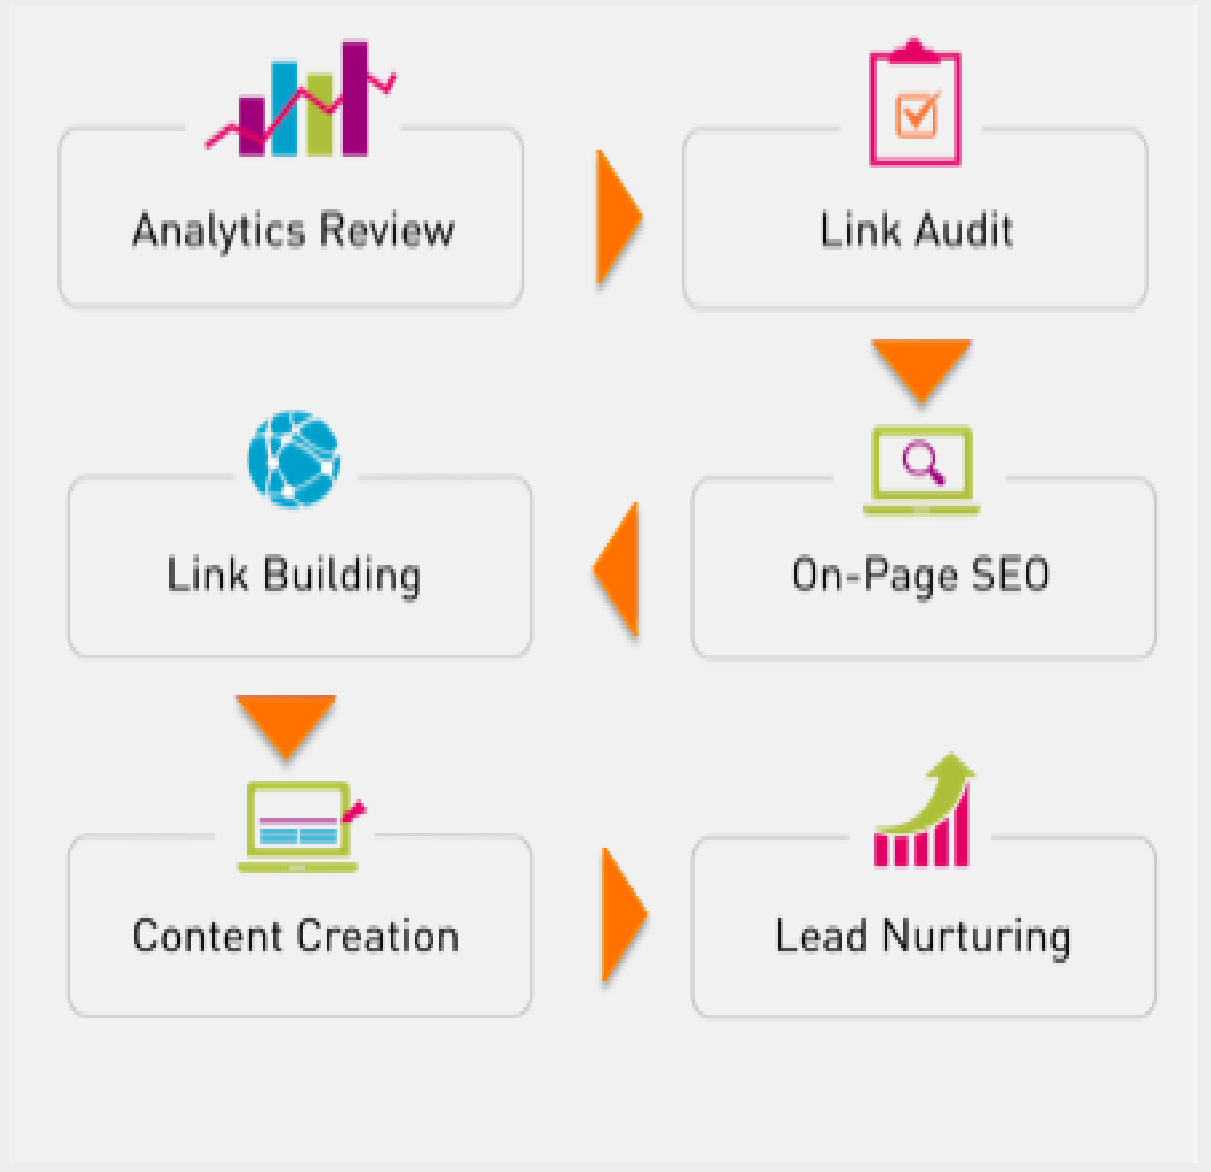 Analytics Review
Link Audit
On-Page SEO
Link Building
Content Creation
Lead Nurturing